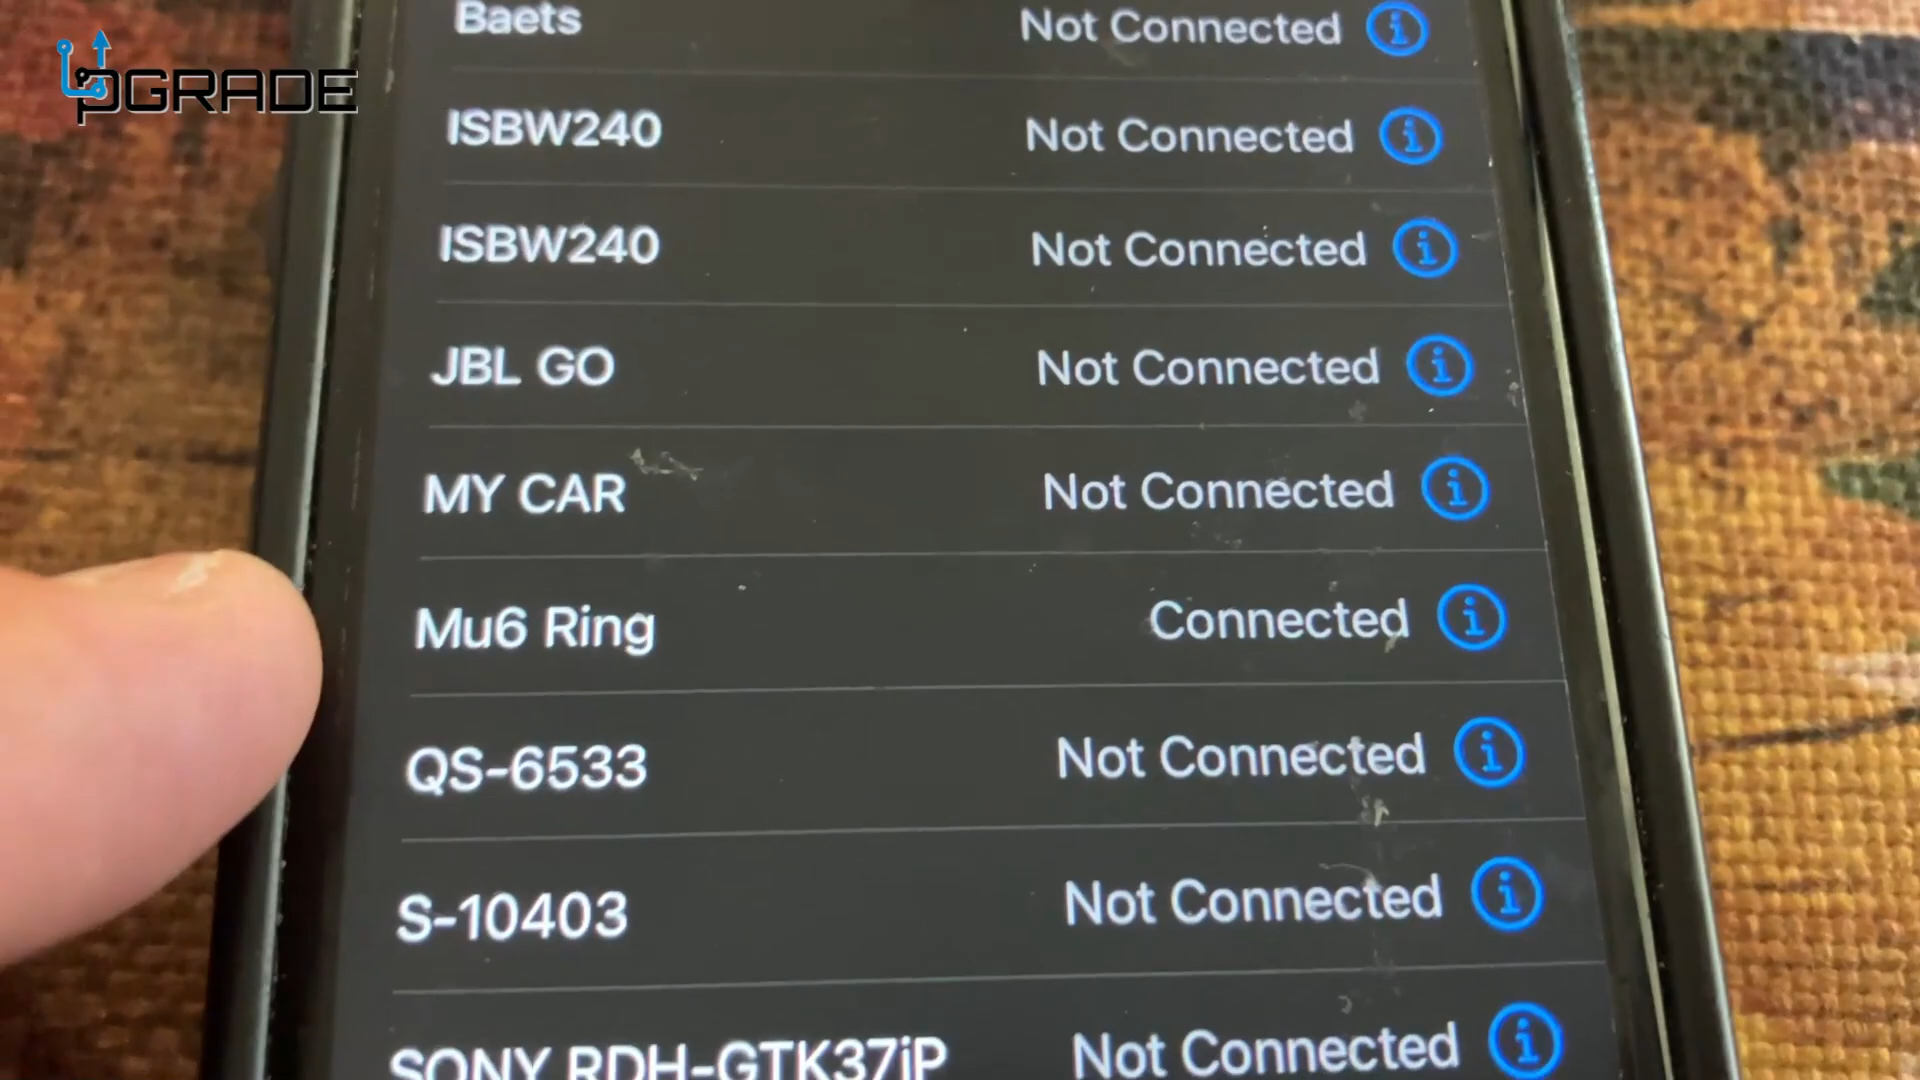 UPGRADE
Baets Not Connected
ISBW240 Not Connected
ISBW240 Not Connected
JBL GO Not Connected
MY CAR Not Connected
Mu6 Ring Connected
QS-6533 Not Connected
S-10403 Not Connected
SONY RDH-GTK37iP Not Connected